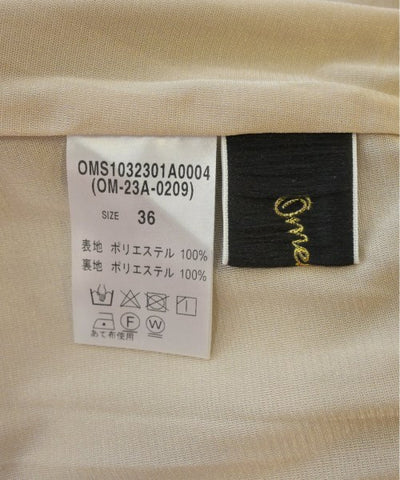 OMS1032301A0004
(OM-23A-0209)
SIZE 36
表地 ポリエステル 100%
裏地 ポリエステル 100%
F W
あて布使用
Ome